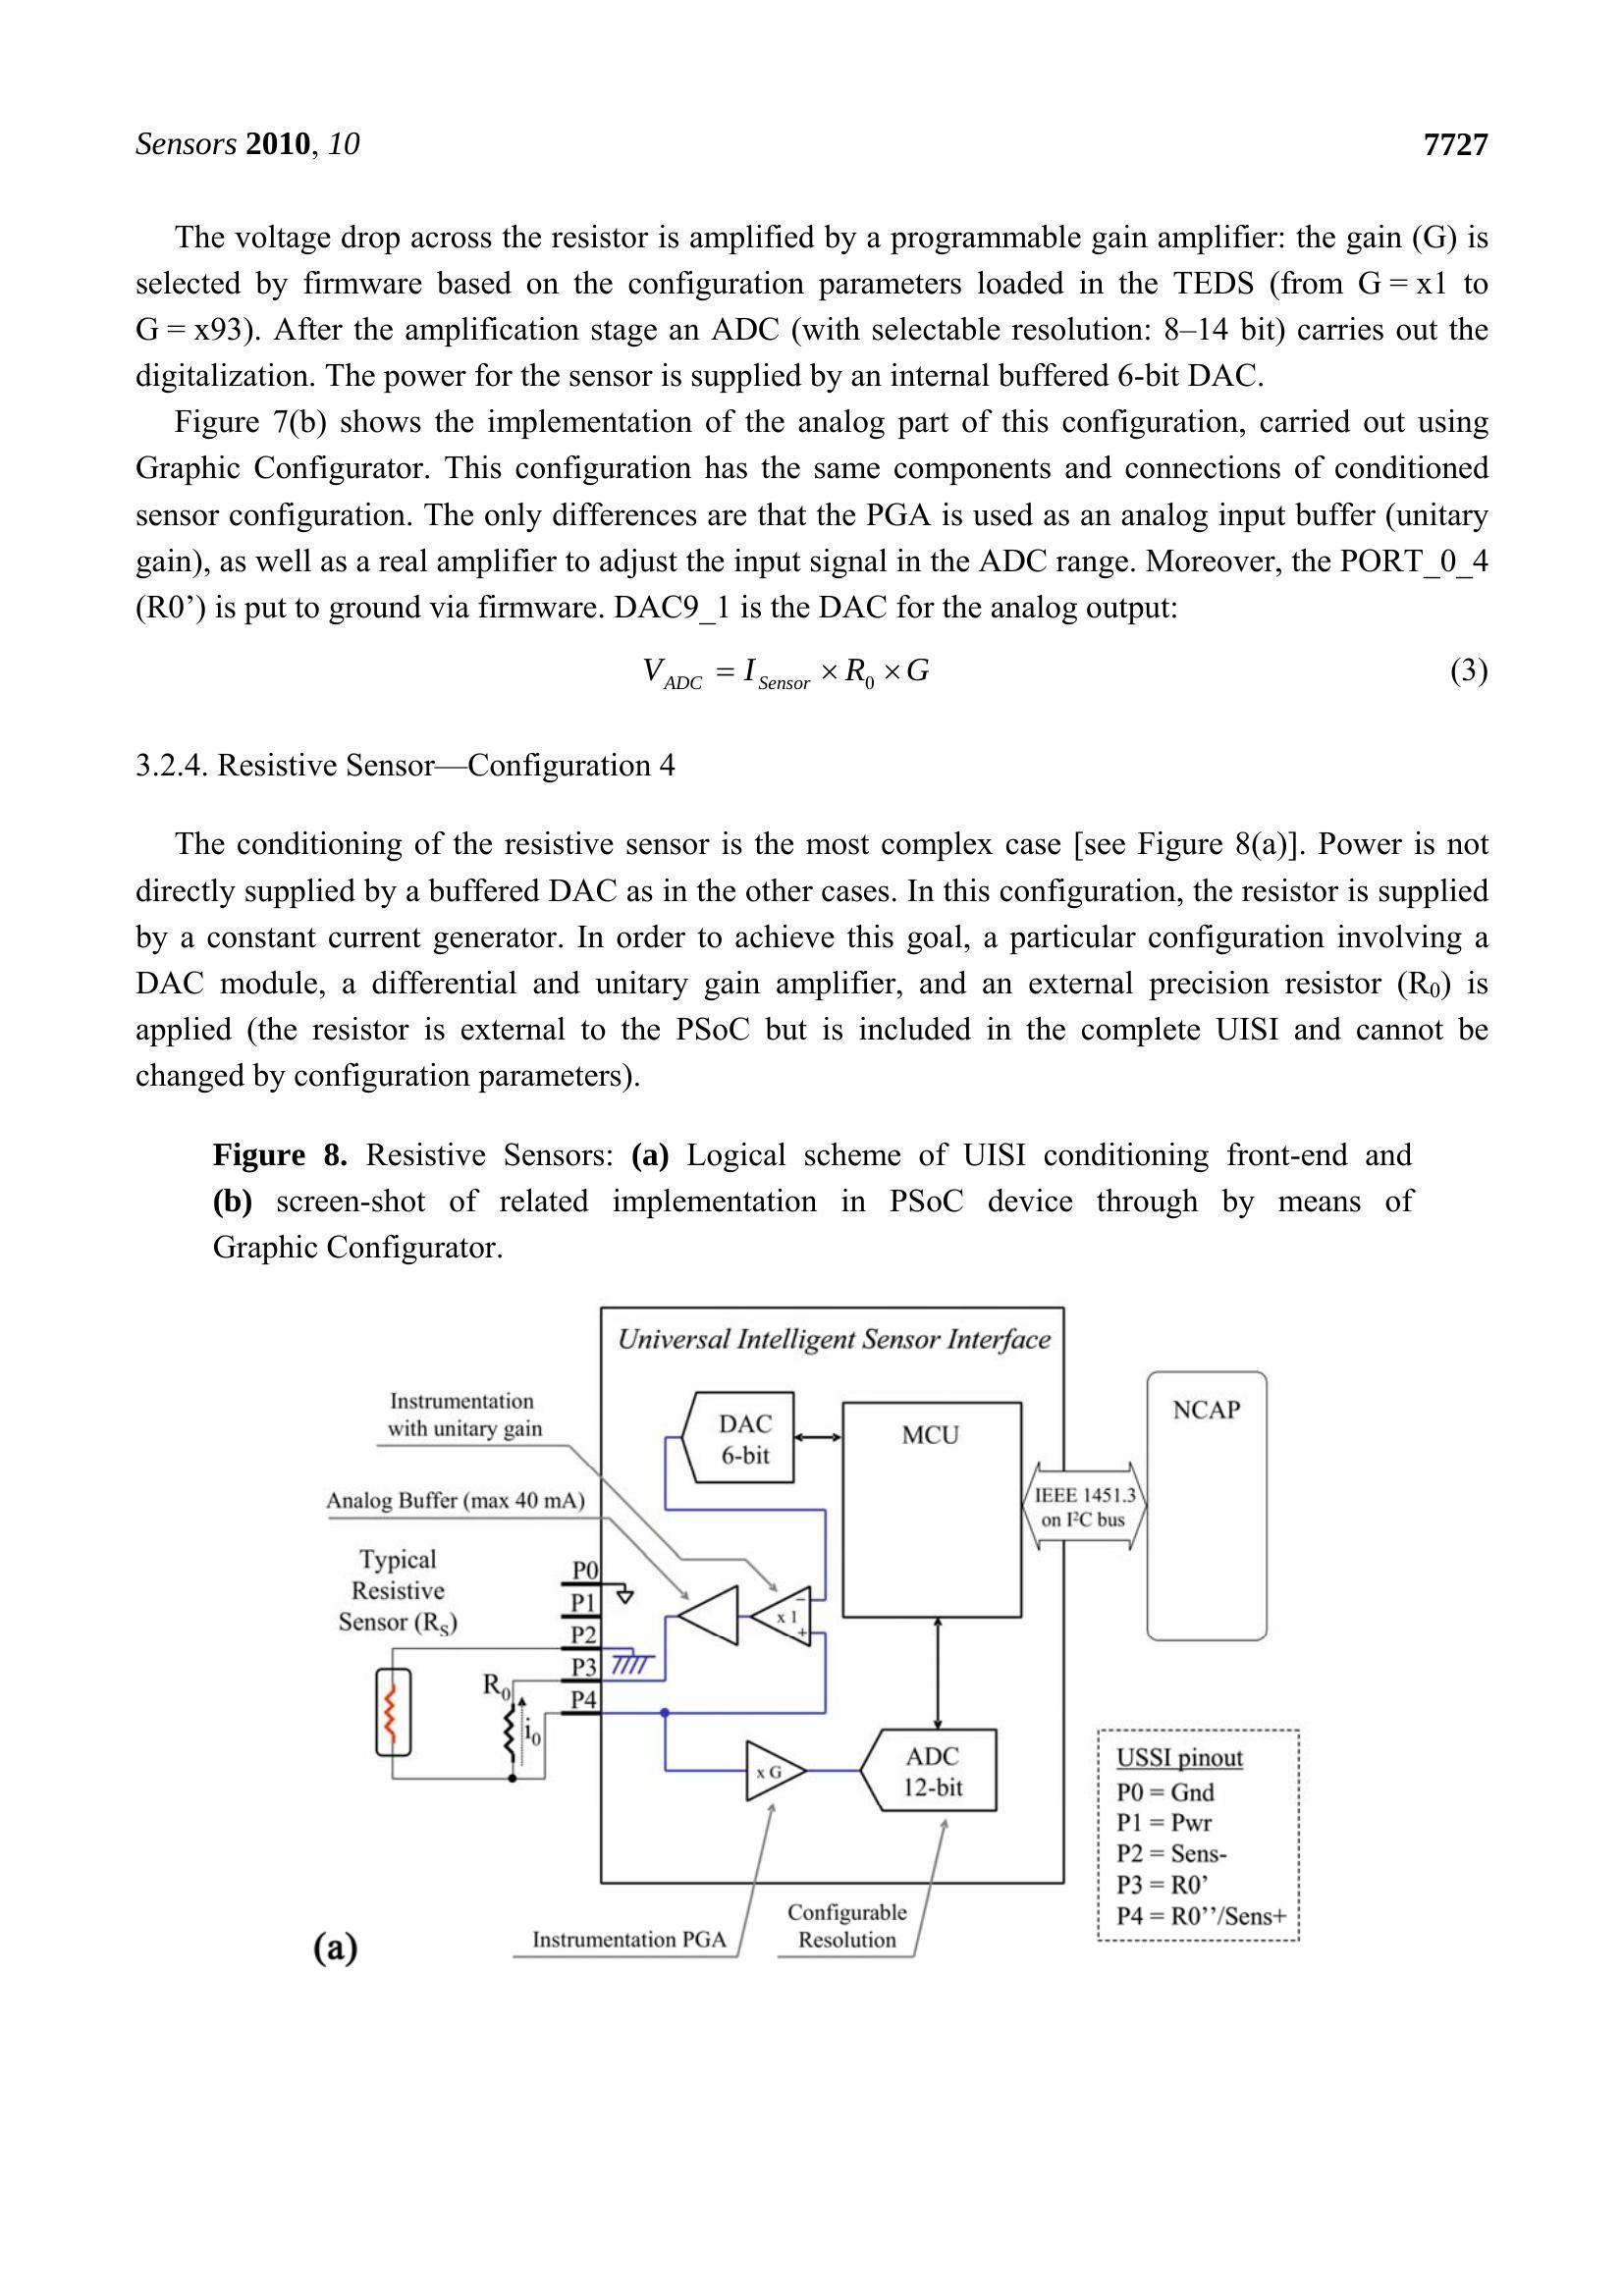 Sensors 2010, 10 7727
The voltage drop across the resistor is amplified by a programmable gain amplifier: the gain (G) is
selected by firmware based on the configuration parameters loaded in the TEDS (from G = x1 to
G = x93). After the amplification stage an ADC (with selectable resolution: 8–14 bit) carries out the
digitalization. The power for the sensor is supplied by an internal buffered 6-bit DAC.
Figure 7(b) shows the implementation of the analog part of this configuration, carried out using
Graphic Configurator. This configuration has the same components and connections of conditioned
sensor configuration. The only differences are that the PGA is used as an analog input buffer (unitary
gain), as well as a real amplifier to adjust the input signal in the ADC range. Moreover, the PORT_0_4
(R0’) is put to ground via firmware. DAC9_1 is the DAC for the analog output:
V_ADC = I_Sensor × R_0 × G (3)
3.2.4. Resistive Sensor—Configuration 4
The conditioning of the resistive sensor is the most complex case [see Figure 8(a)]. Power is not
directly supplied by a buffered DAC as in the other cases. In this configuration, the resistor is supplied
by a constant current generator. In order to achieve this goal, a particular configuration involving a
DAC module, a differential and unitary gain amplifier, and an external precision resistor (R0) is
applied (the resistor is external to the PSoC but is included in the complete UISI and cannot be
changed by configuration parameters).
Figure 8. Resistive Sensors: (a) Logical scheme of UISI conditioning front-end and
(b) screen-shot of related implementation in PSoC device through by means of
Graphic Configurator.
Universal Intelligent Sensor Interface
Instrumentation
with unitary gain
DAC
6-bit
MCU
NCAP
Analog Buffer (max 40 mA)
IEEE 1451.3
on I²C bus
Typical
Resistive
Sensor (RS)
P0
P1
P2
P3
P4
x 1
−
+
R0
i0
x G
ADC
12-bit
USSI pinout
P0 = Gnd
P1 = Pwr
P2 = Sens-
P3 = R0’
P4 = R0’’/Sens+
Instrumentation PGA
Configurable
Resolution
(a)